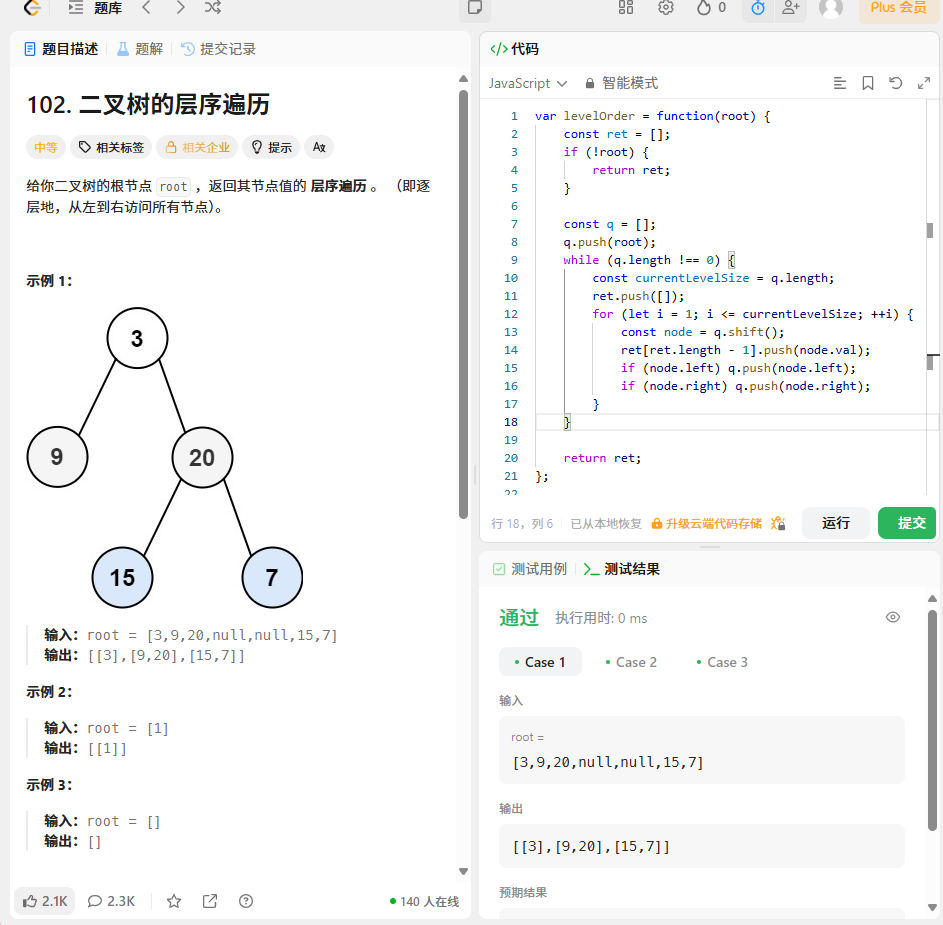 题库
0
Plus 会员
题目描述
题解
提交记录
102. 二叉树的层序遍历
中等
相关标签
相关企业
提示
Aa
给你二叉树的根节点 root ，返回其节点值的 层序遍历 。 （即逐
层地，从左到右访问所有节点）。
示例 1：
3
9
20
15
7
输入：root = [3,9,20,null,null,15,7]
输出：[[3],[9,20],[15,7]]
示例 2：
输入：root = [1]
输出：[[1]]
示例 3：
输入：root = []
输出：[]
2.1K
2.3K
140 人在线
</> 代码
JavaScript
智能模式
1 var levelOrder = function(root) {
2 const ret = [];
3 if (!root) {
4 return ret;
5 }
6
7 const q = [];
8 q.push(root);
9 while (q.length !== 0) {
10 const currentLevelSize = q.length;
11 ret.push([]);
12 for (let i = 1; i <= currentLevelSize; ++i) {
13 const node = q.shift();
14 ret[ret.length - 1].push(node.val);
15 if (node.left) q.push(node.left);
16 if (node.right) q.push(node.right);
17 }
18 }
19
20 return ret;
21 };
22
行 18，列 6
已从本地恢复
升级云端代码存储
运行
提交
测试用例
测试结果
通过
执行用时: 0 ms
Case 1
Case 2
Case 3
输入
root =
[3,9,20,null,null,15,7]
输出
[[3],[9,20],[15,7]]
预期结果